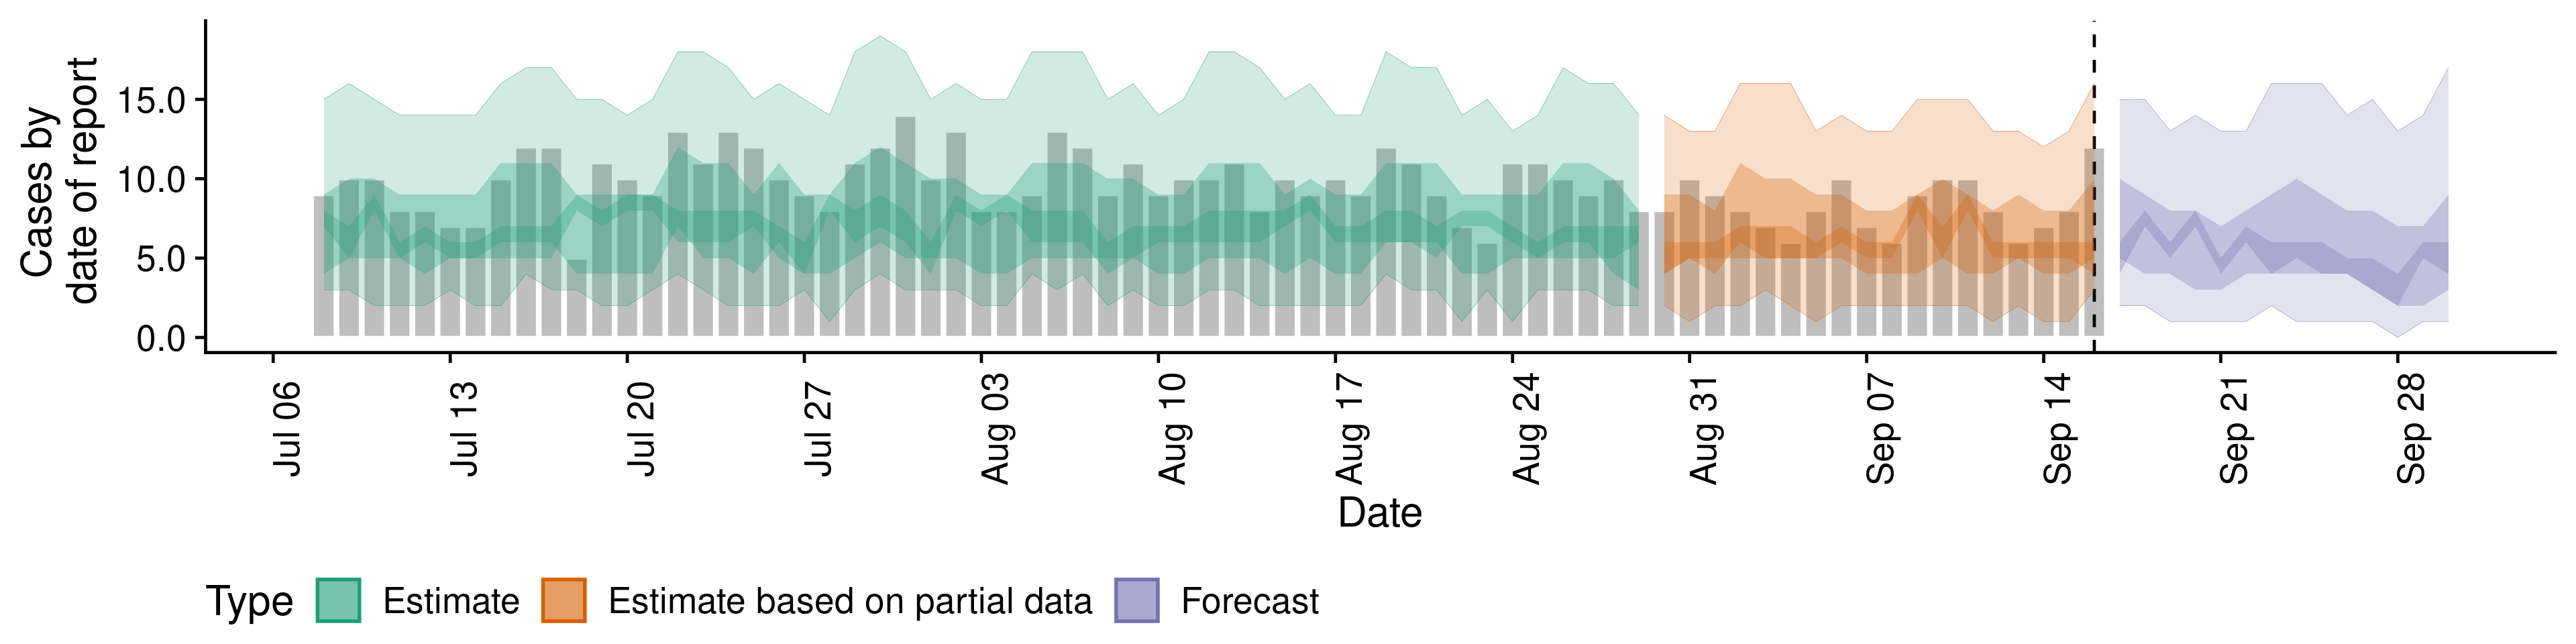 Cases by
date of report
15.0
10.0
5.0
0.0
Jul 06
Jul 13
Jul 20
Jul 27
Aug 03
Aug 10
Aug 17
Aug 24
Aug 31
Sep 07
Sep 14
Sep 21
Sep 28
Date
Type Estimate Estimate based on partial data Forecast